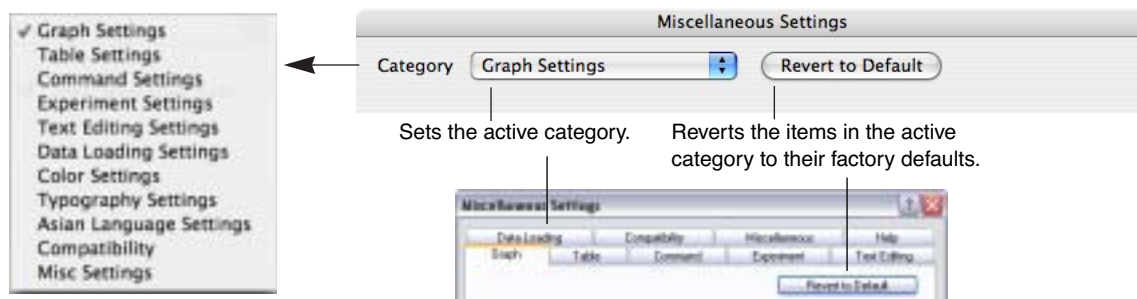 ✓ Graph Settings
Table Settings
Command Settings
Experiment Settings
Text Editing Settings
Data Loading Settings
Color Settings
Typography Settings
Asian Language Settings
Compatibility
Misc Settings
Miscellaneous Settings
Category Graph Settings Revert to Default
Sets the active category.
Reverts the items in the active
category to their factory defaults.
Miscellaneous Settings
Data Loading Compatibility Miscellaneous Help
Graph Table Command Experiment Text Editing
Revert to Default